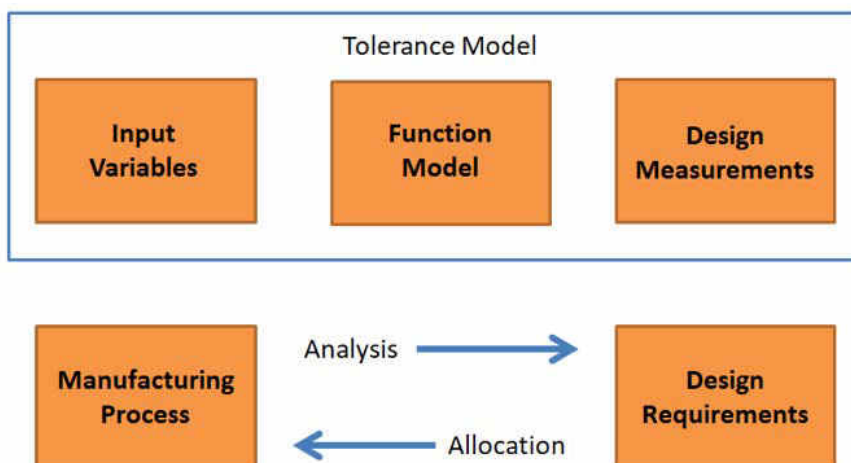 Tolerance Model
Input
Variables
Function
Model
Design
Measurements
Manufacturing
Process
Analysis
Allocation
Design
Requirements